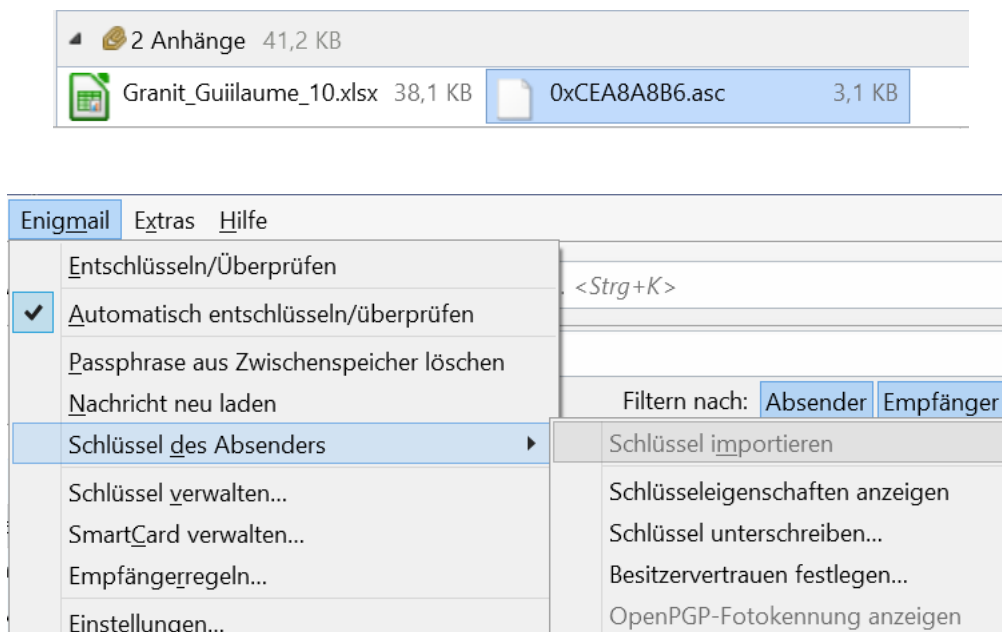 2 Anhänge 41,2 KB
Granit_Guiilaume_10.xlsx 38,1 KB 0xCEA8A8B6.asc 3,1 KB
Enigmail Extras Hilfe
Entschlüsseln/Überprüfen
. <Strg+K>
Automatisch entschlüsseln/überprüfen
Passphrase aus Zwischenspeicher löschen
Nachricht neu laden
Filtern nach: Absender Empfänger
Schlüssel des Absenders
Schlüssel importieren
Schlüssel verwalten...
Schlüsseleigenschaften anzeigen
SmartCard verwalten...
Schlüssel unterschreiben...
Empfängerregeln...
Besitzervertrauen festlegen...
Einstellungen...
OpenPGP-Fotokennung anzeigen